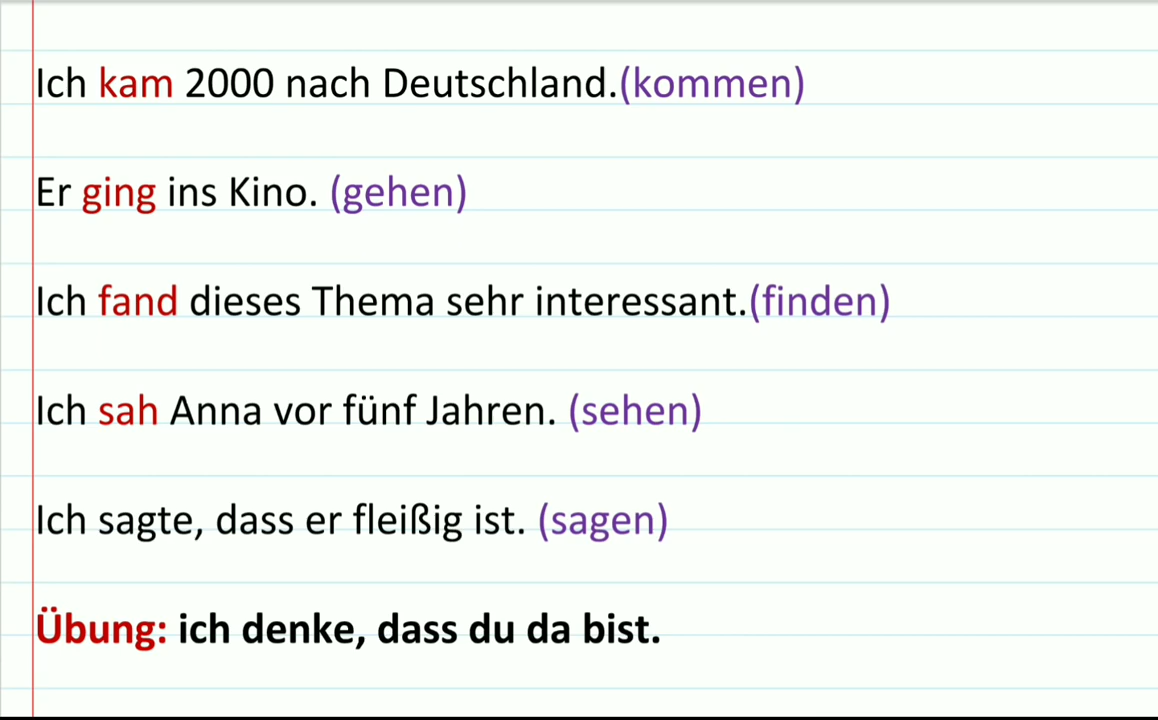 Ich kam 2000 nach Deutschland.(kommen)
Er ging ins Kino. (gehen)
Ich fand dieses Thema sehr interessant.(finden)
Ich sah Anna vor fünf Jahren. (sehen)
Ich sagte, dass er fleißig ist. (sagen)
Übung: ich denke, dass du da bist.